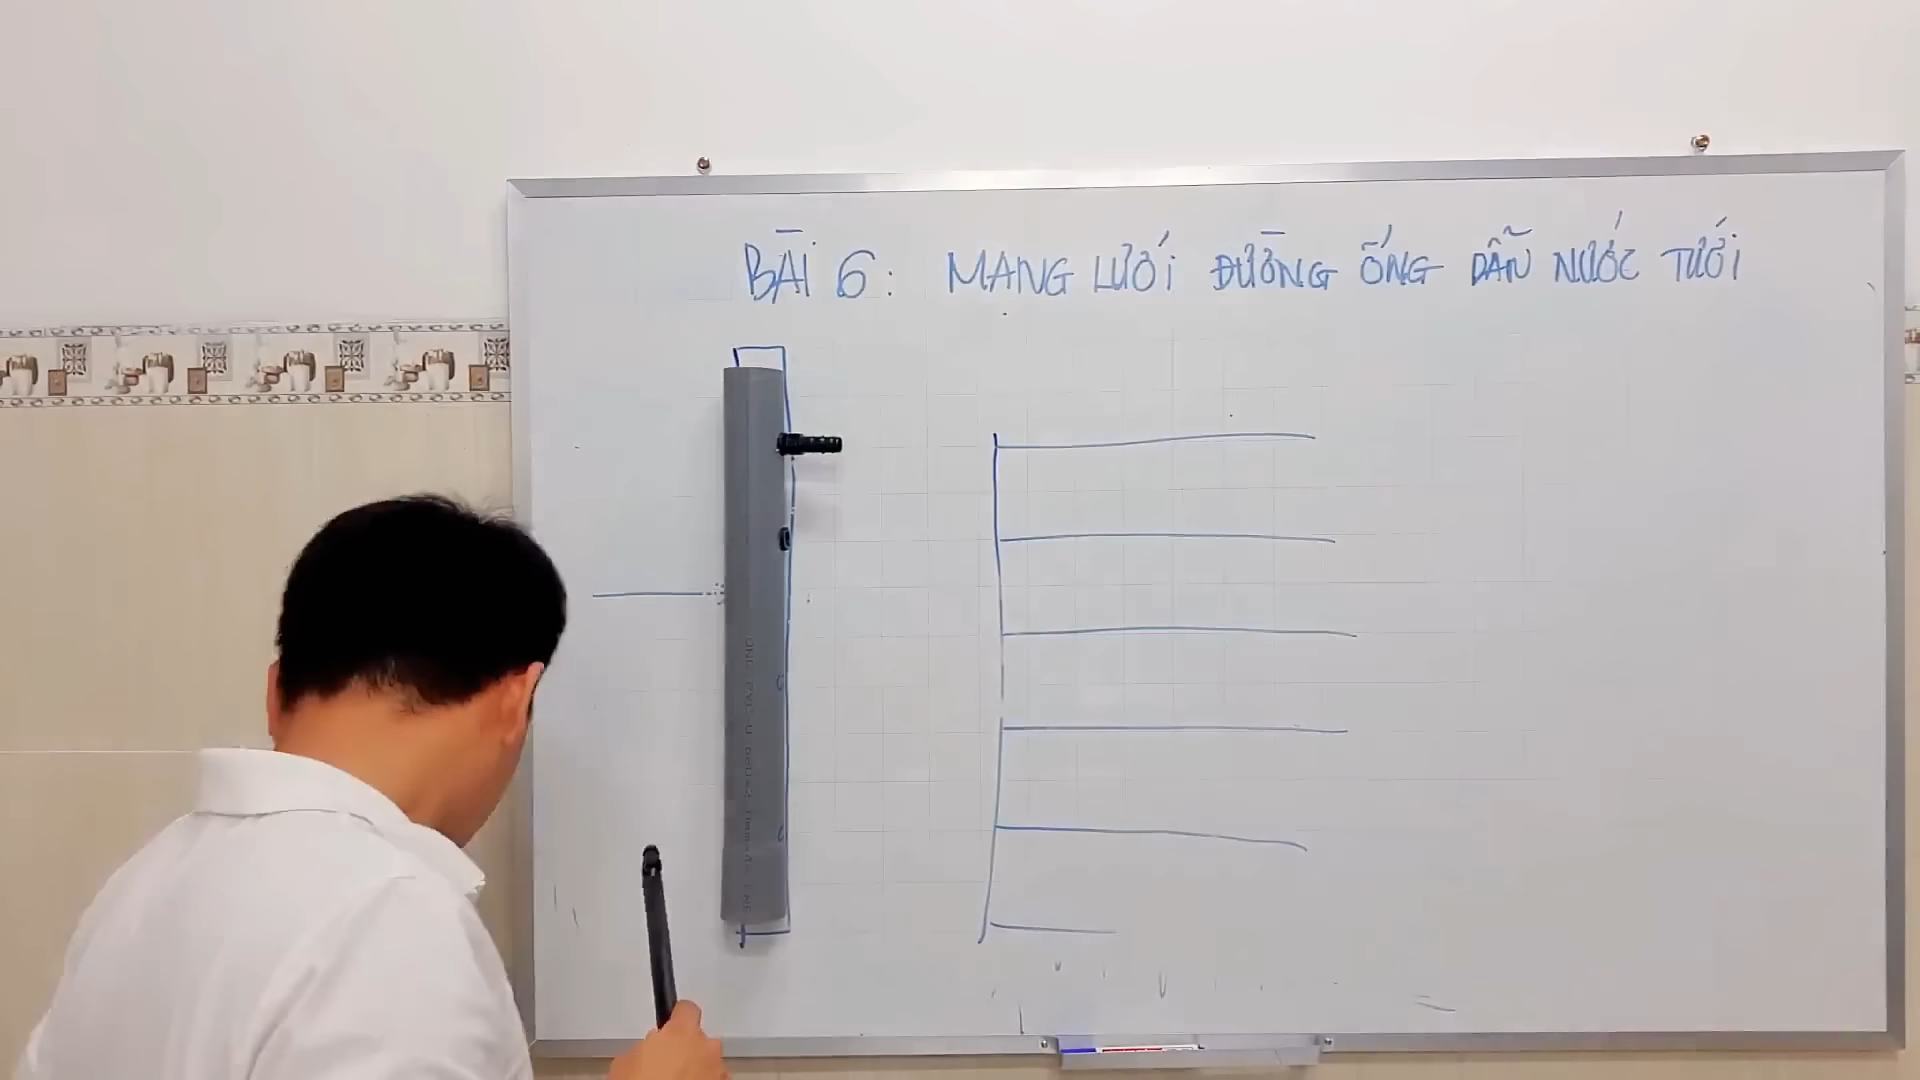 BÀI 6: MẠNG LƯỚI ĐƯỜNG ỐNG DẪN NƯỚC TƯỚI